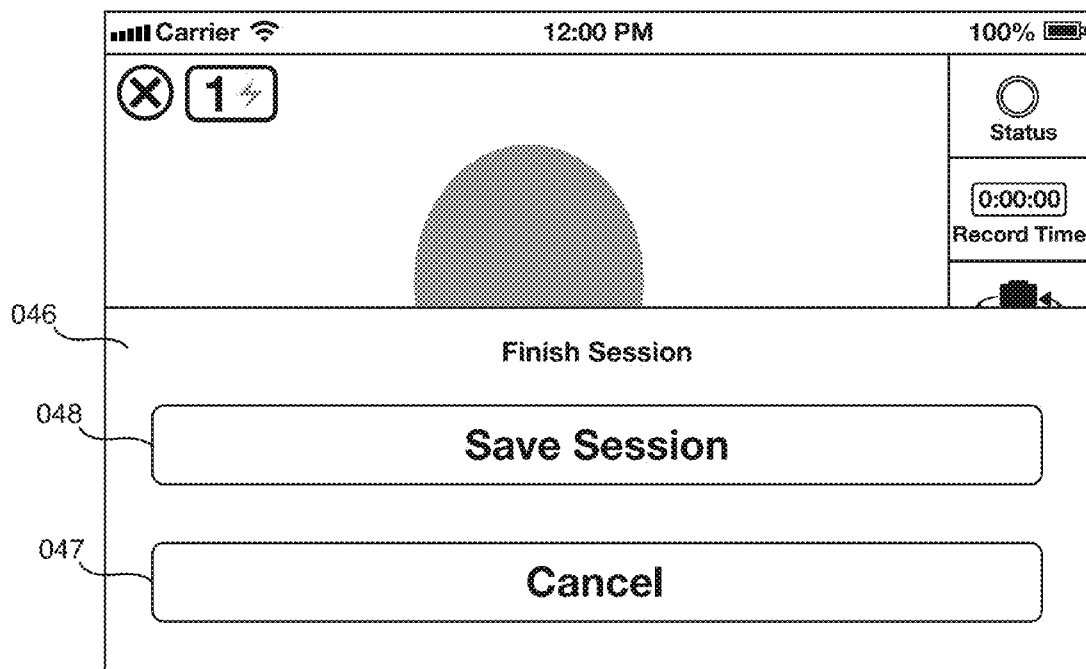 Carrier 12:00 PM 100%
1
Status
0:00:00
Record Time
046
Finish Session
048
Save Session
047
Cancel